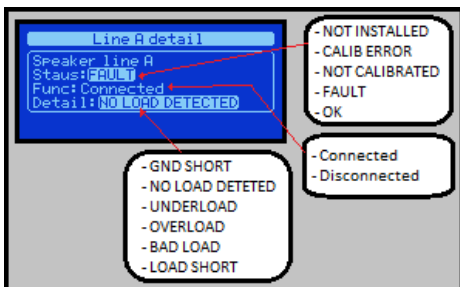 Line A detail
Speaker line A
Staus:FAULT
Func:Connected
Detail:NO LOAD DETECTED
- NOT INSTALLED
- CALIB ERROR
- NOT CALIBRATED
- FAULT
- OK
- Connected
- Disconnected
- GND SHORT
- NO LOAD DETETED
- UNDERLOAD
- OVERLOAD
- BAD LOAD
- LOAD SHORT